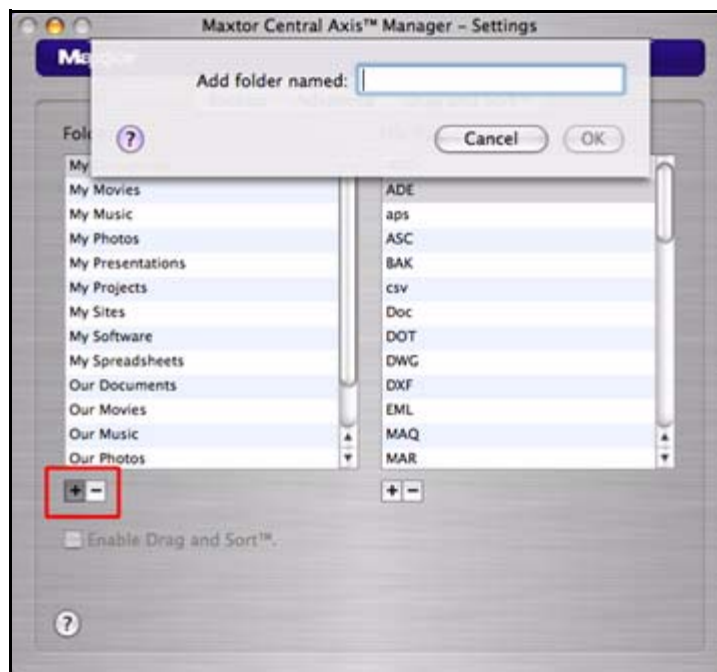 Maxtor Central Axis™ Manager – Settings
Add folder named:
?
Cancel
OK
My
My Movies
My Music
My Photos
My Presentations
My Projects
My Sites
My Software
My Spreadsheets
Our Documents
Our Movies
Our Music
Our Photos
+ –
ADE
aps
ASC
BAK
csv
Doc
DOT
DWG
DXF
EML
MAQ
MAR
+ –
Enable Drag and Sort™.
?